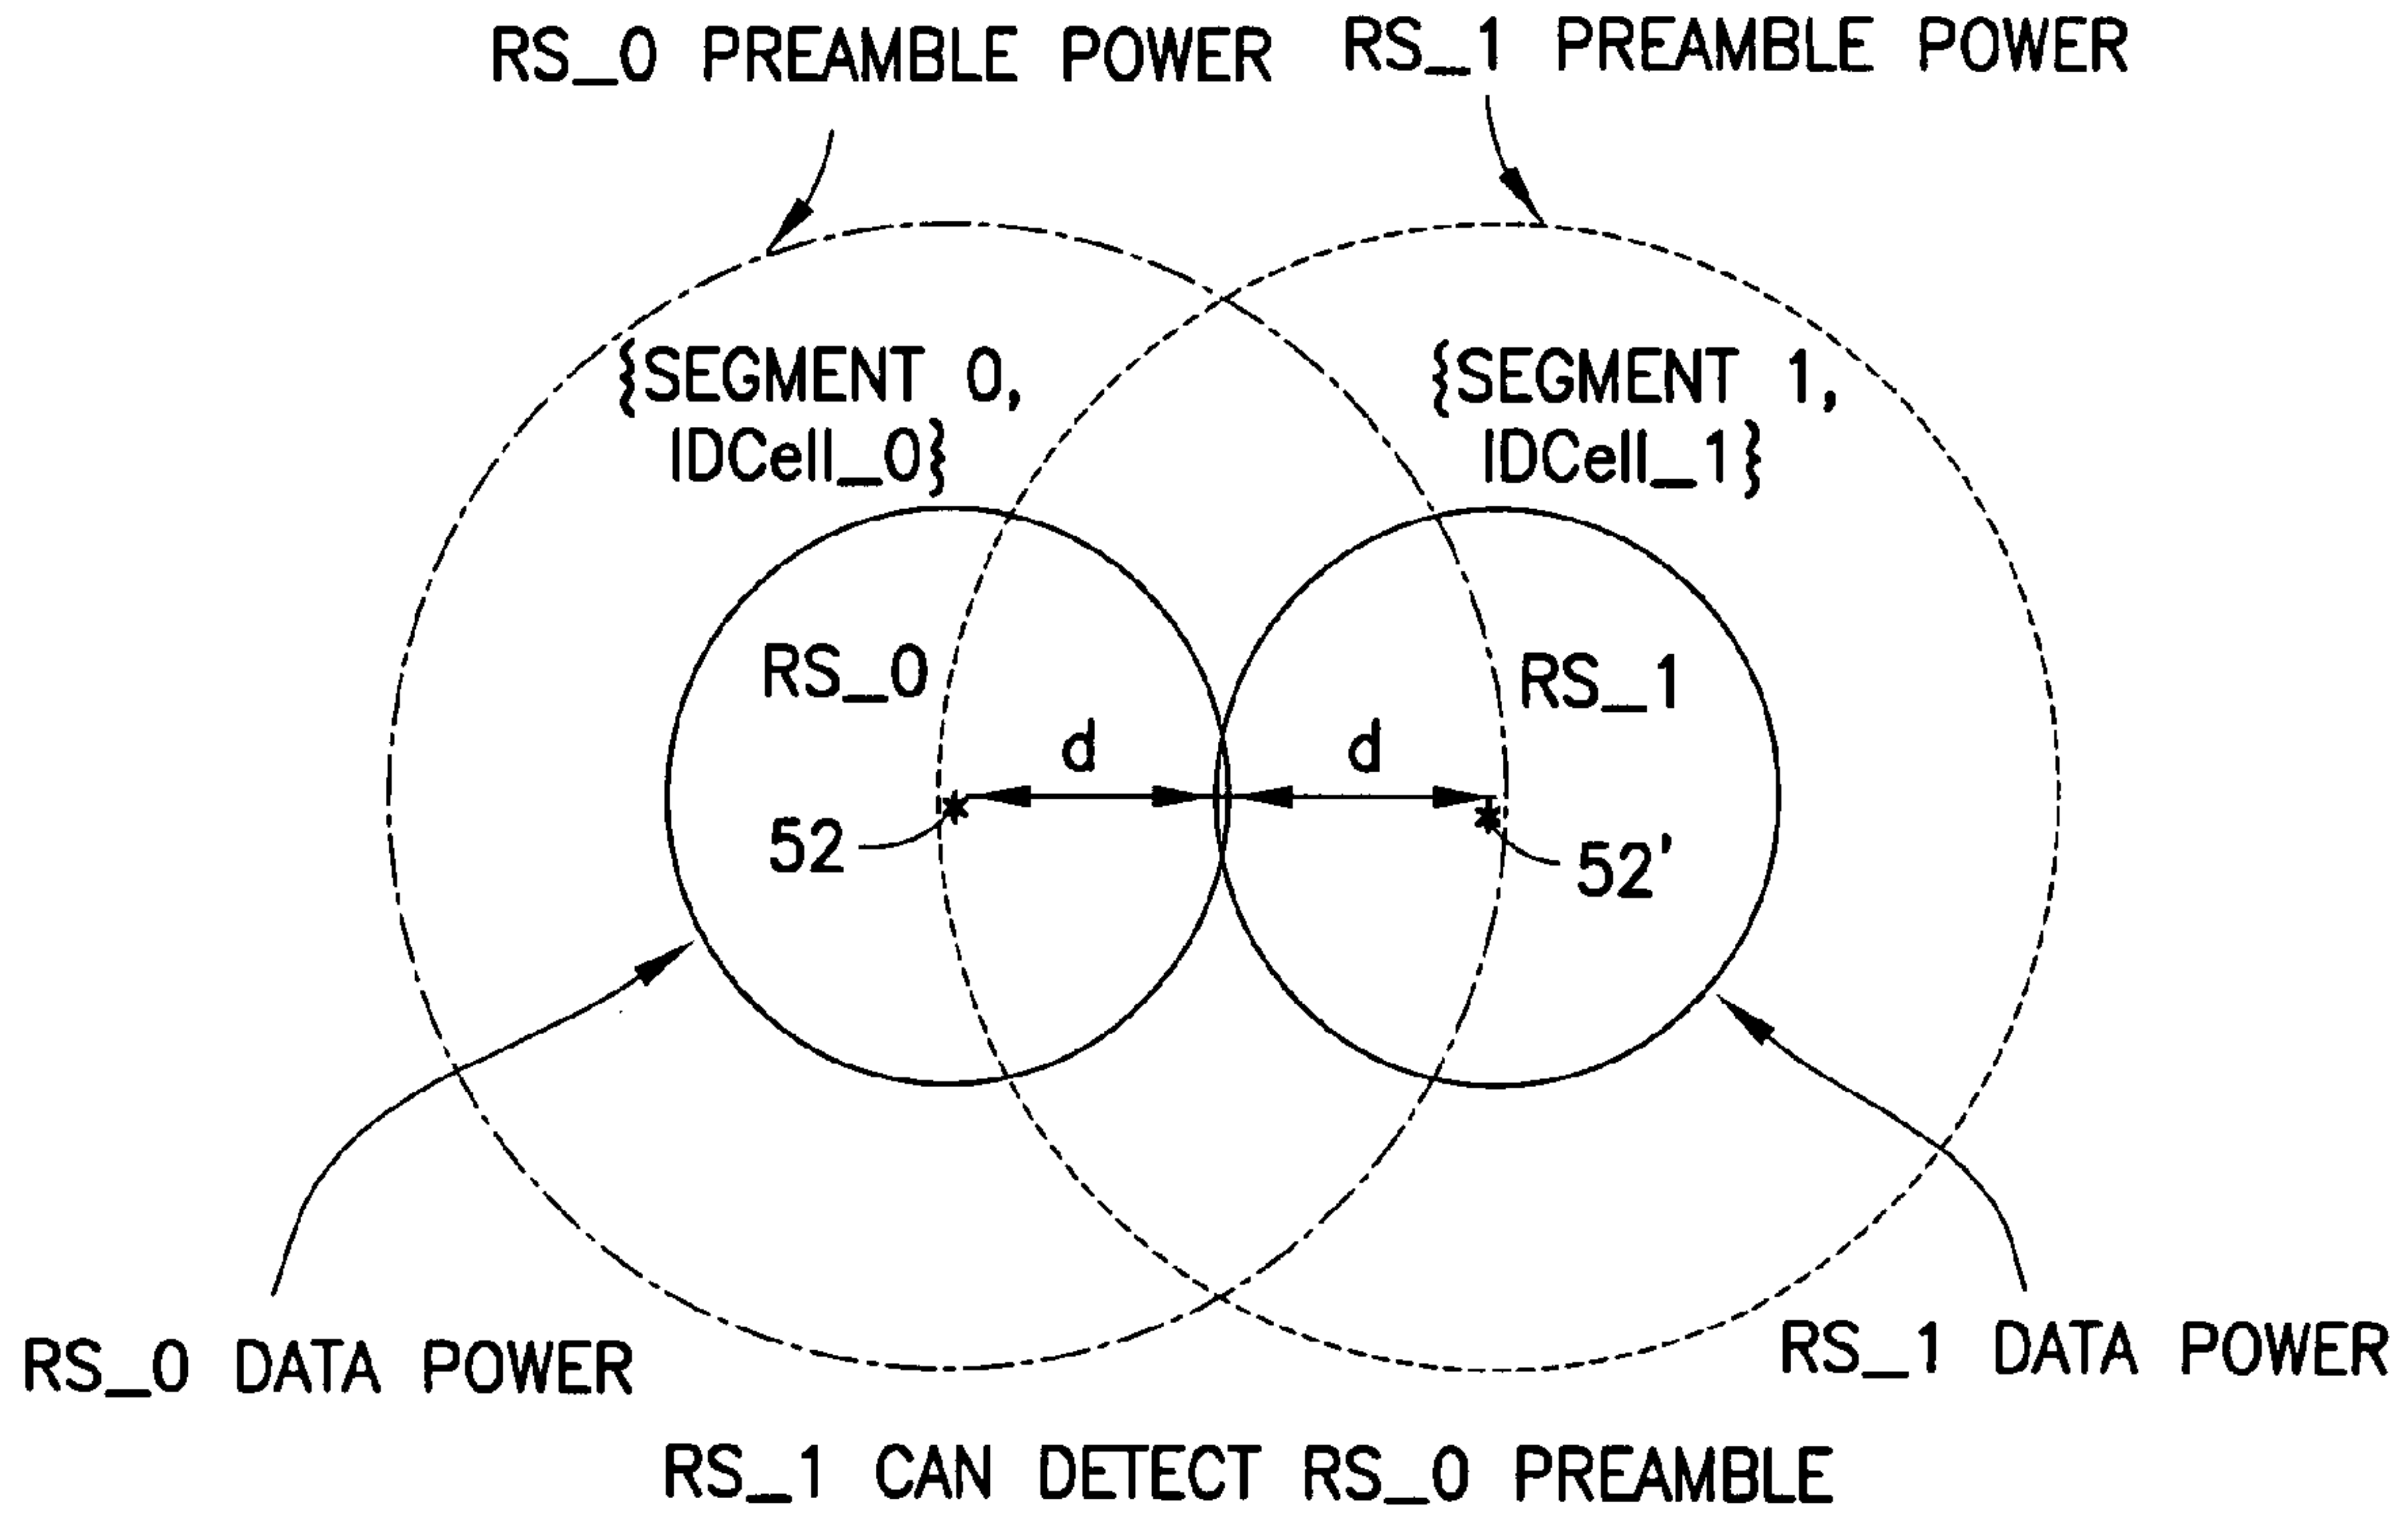 RS_0 PREAMBLE POWER
RS_1 PREAMBLE POWER
{SEGMENT 0,
IDCell_0}
{SEGMENT 1,
IDCell_1}
RS_0
RS_1
d
d
52
52'
RS_0 DATA POWER
RS_1 DATA POWER
RS_1 CAN DETECT RS_0 PREAMBLE